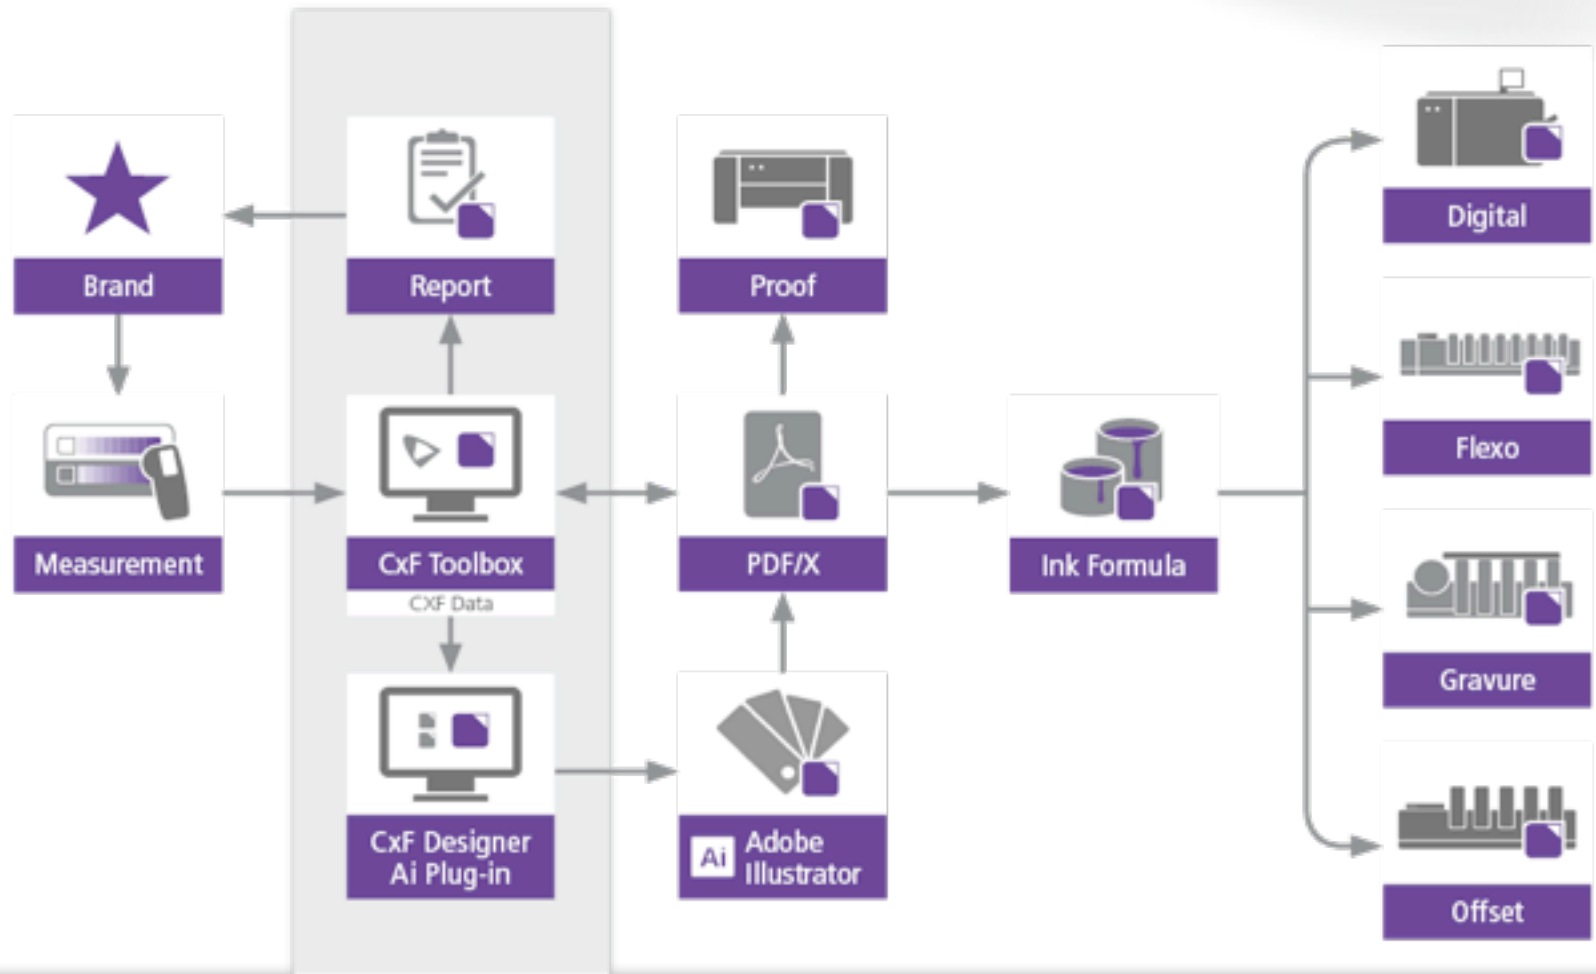 Brand
Report
Proof
Digital
Measurement
CxF Toolbox
CXF Data
PDF/X
Ink Formula
Flexo
Gravure
CxF Designer
Ai Plug-in
Ai
Adobe
Illustrator
Offset